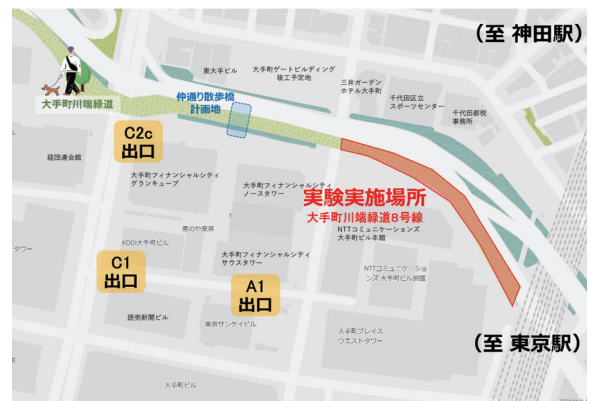 (至 神田駅)
東大手ビル
大手町ゲートビルディング
竣工予定地
三井ガーデン
ホテル大手町
千代田区立
スポーツセンター
千代田都税
事務所
大手町川端緑道
仲通り散歩橋
計画地
C2c
出口
経団連会館
大手町フィナンシャルシティ
グランキューブ
大手町フィナンシャルシティ
ノースタワー
実験実施場所
大手町川端緑道8号線
NTTコミュニケーションズ
大手町ビル本館
星のや東京
KDDI大手町ビル
タワー
大手町フィナンシャルシティ
サウスタワー
NTTコミュニケーショ
ンズ 大手町ビル別館
C1
出口
A1
出口
読売新聞ビル
東京サンケイビル
大手町プレイス
ウエストタワー
(至 東京駅)
大手町ビル